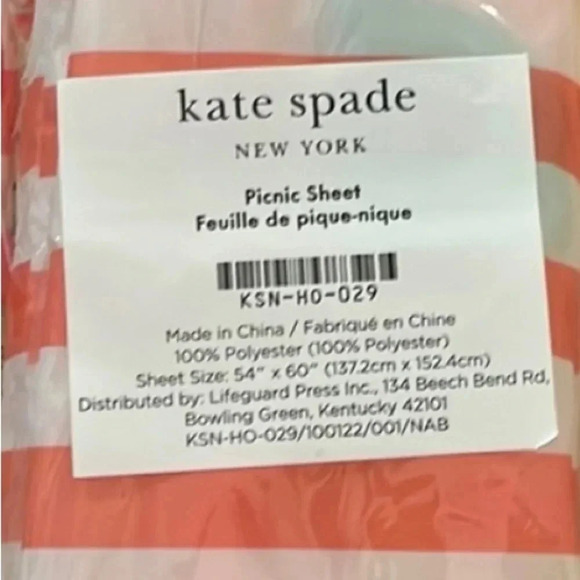 kate spade
NEW YORK
Picnic Sheet
Feuille de pique-nique
KSN-HO-029
Made in China / Fabriqué en Chine
100% Polyester (100% Polyester)
Sheet Size: 54" x 60" (137.2cm x 152.4cm)
Distributed by: Lifeguard Press Inc., 134 Beech Bend Rd,
Bowling Green, Kentucky 42101
KSN-HO-029/100122/001/NAB